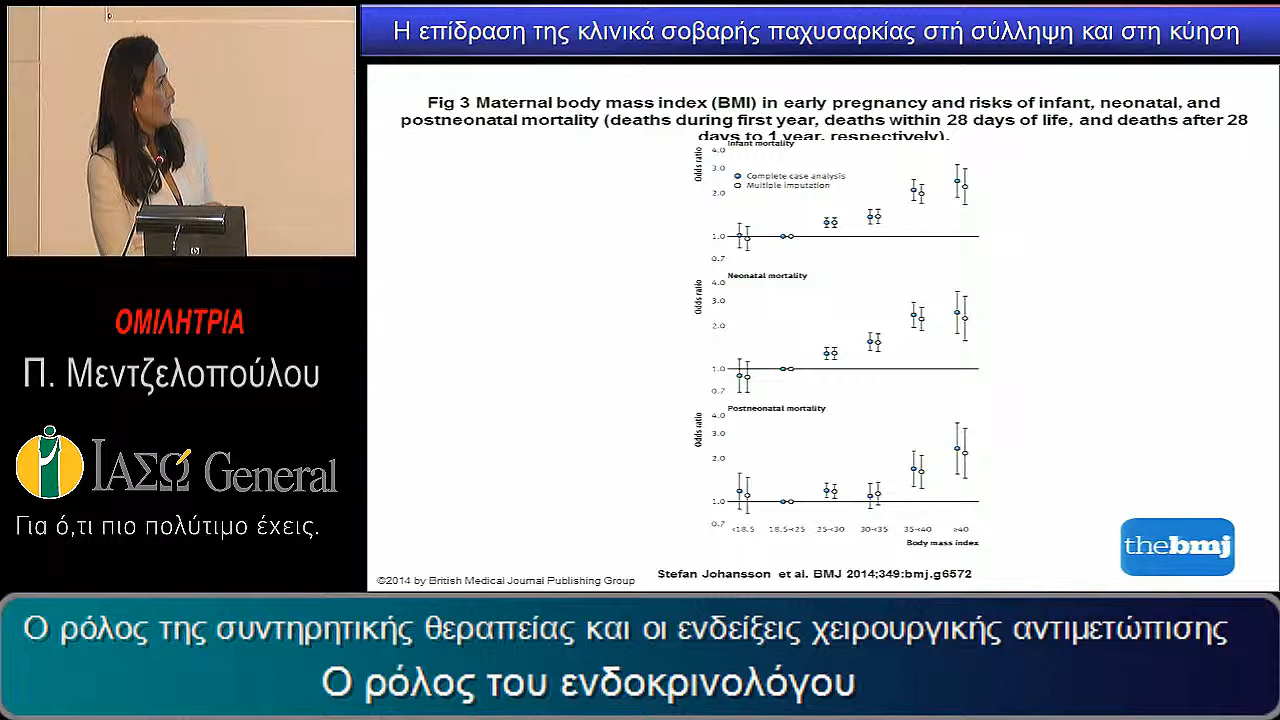 Η επίδραση της κλινικά σοβαρής παχυσαρκίας στή σύλληψη και στη κύηση
Fig 3 Maternal body mass index (BMI) in early pregnancy and risks of infant, neonatal, and
postneonatal mortality (deaths during first year, deaths within 28 days of life, and deaths after 28
days to 1 year, respectively).
Infant mortality
Odds ratio
4.0
3.0
2.0
1.0
0.7
Complete case analysis
Multiple imputation
Neonatal mortality
Odds ratio
4.0
3.0
2.0
1.0
0.7
Postneonatal mortality
Odds ratio
4.0
3.0
2.0
1.0
0.7
<18.5 18.5-<25 25-<30 30-<35 35-<40 ≥40
Body mass index
thebmj
Stefan Johansson et al. BMJ 2014;349:bmj.g6572
©2014 by British Medical Journal Publishing Group
hp
ΟΜΙΛΗΤΡΙΑ
Π. Μεντζελοπούλου
ΙΑΣΩ General
Για ό,τι πιο πολύτιμο έχεις.
Ο ρόλος της συντηρητικής θεραπείας και οι ενδείξεις χειρουργικής αντιμετώπισης
Ο ρόλος του ενδοκρινολόγου